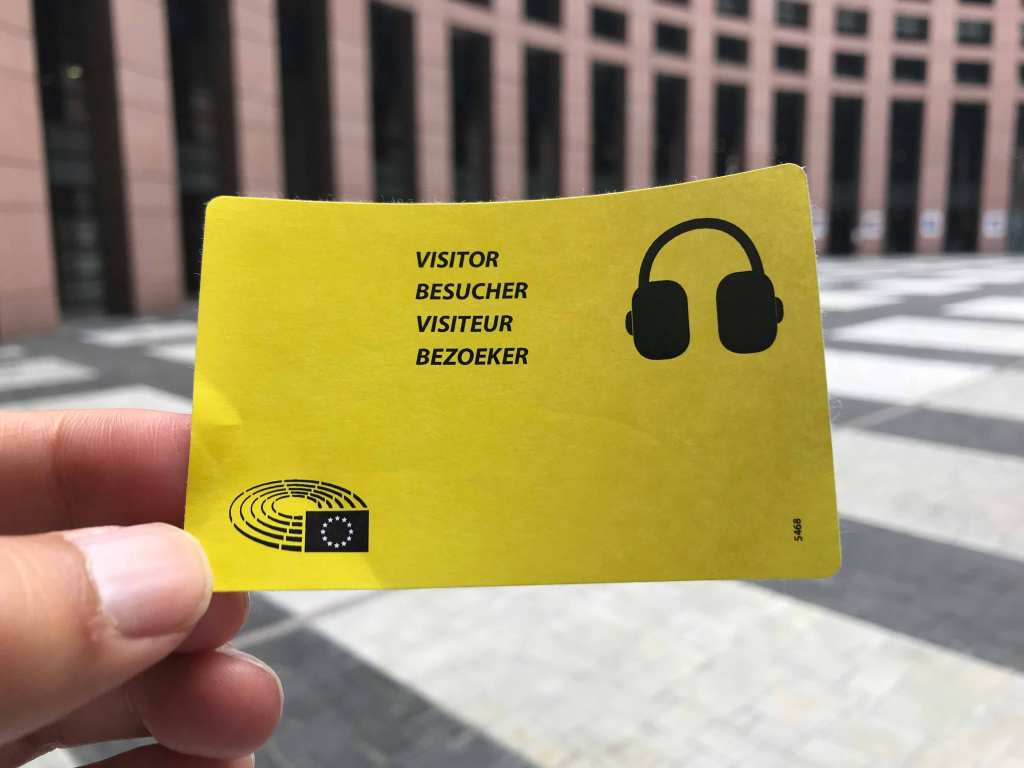 VISITOR
BESUCHER
VISITEUR
BEZOEKER
5468